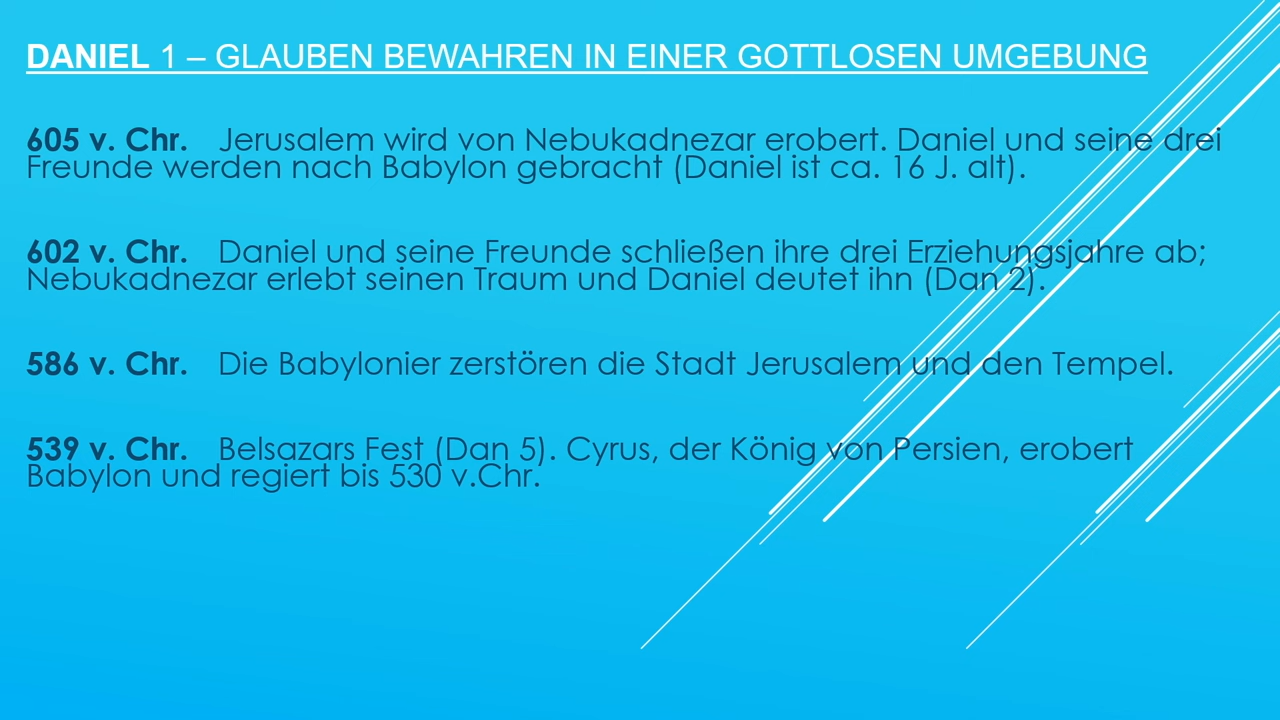 DANIEL 1 – GLAUBEN BEWAHREN IN EINER GOTTLOSEN UMGEBUNG
605 v. Chr. Jerusalem wird von Nebukadnezar erobert. Daniel und seine drei
Freunde werden nach Babylon gebracht (Daniel ist ca. 16 J. alt).
602 v. Chr. Daniel und seine Freunde schließen ihre drei Erziehungsjahre ab;
Nebukadnezar erlebt seinen Traum und Daniel deutet ihn (Dan 2).
586 v. Chr. Die Babylonier zerstören die Stadt Jerusalem und den Tempel.
539 v. Chr. Belsazars Fest (Dan 5). Cyrus, der König von Persien, erobert
Babylon und regiert bis 530 v.Chr.